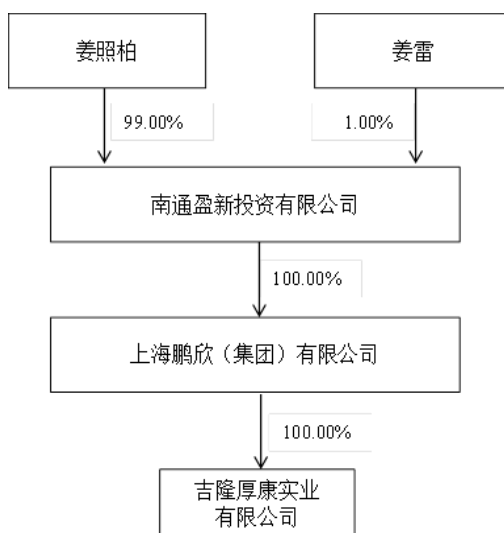 姜照柏
姜雷
99.00%
1.00%
南通盈新投资有限公司
100.00%
上海鹏欣（集团）有限公司
100.00%
吉隆厚康实业
有限公司